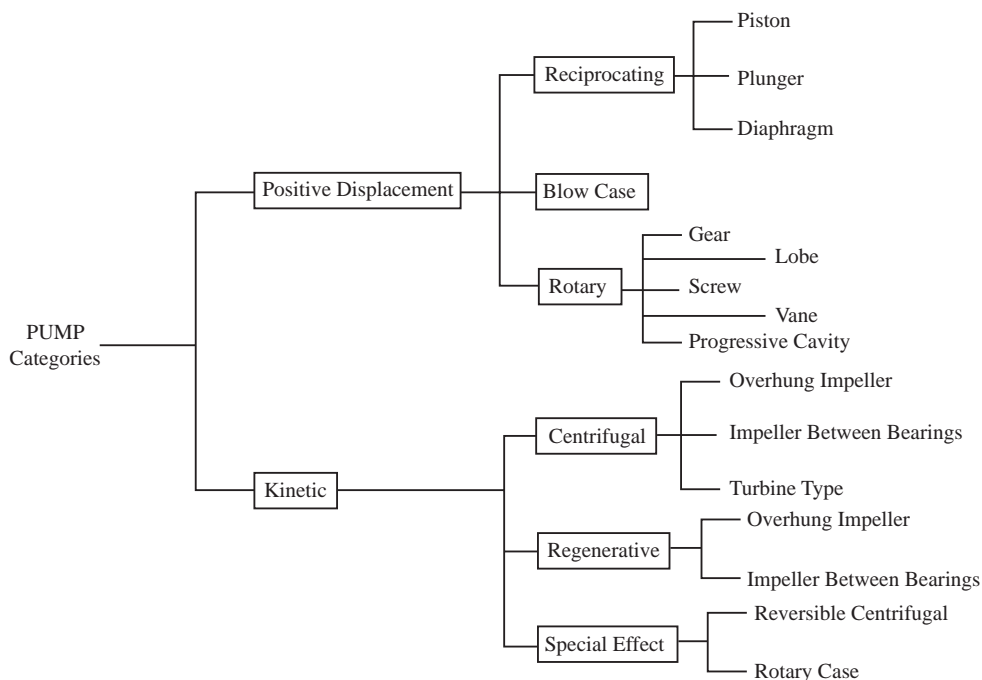 PUMP
Categories
Positive Displacement
Reciprocating
Piston
Plunger
Diaphragm
Blow Case
Rotary
Gear
Lobe
Screw
Vane
Progressive Cavity
Kinetic
Centrifugal
Overhung Impeller
Impeller Between Bearings
Turbine Type
Regenerative
Overhung Impeller
Impeller Between Bearings
Special Effect
Reversible Centrifugal
Rotary Case